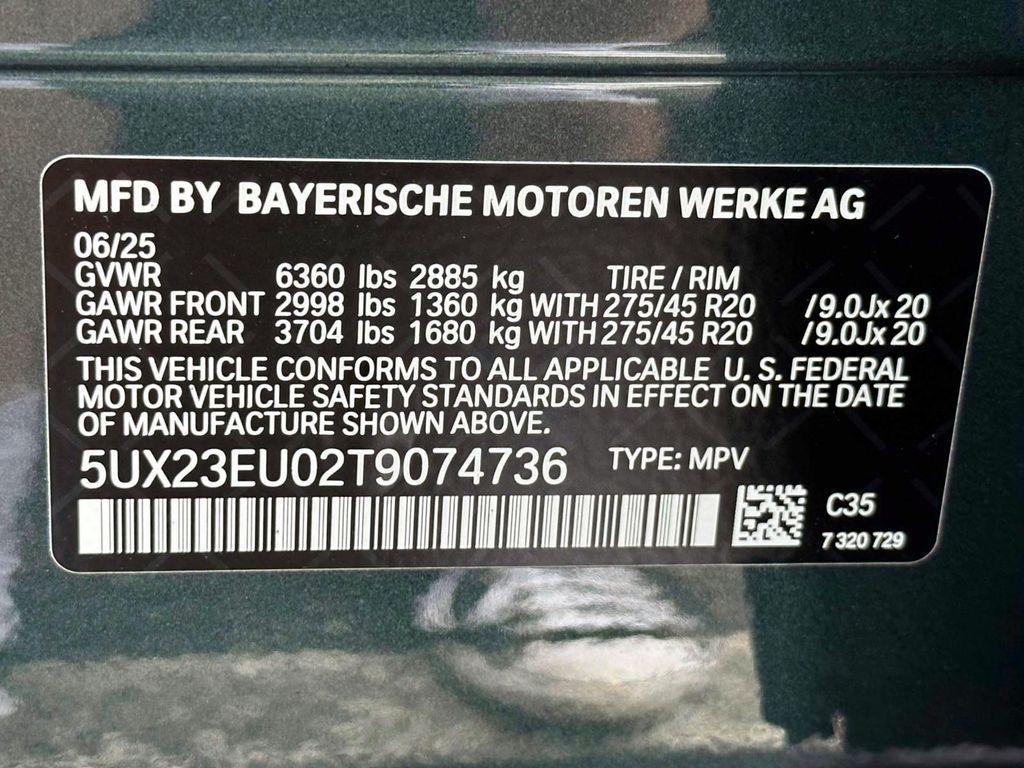 MFD BY BAYERISCHE MOTOREN WERKE AG
06/25
GVWR 6360 lbs 2885 kg TIRE / RIM
GAWR FRONT 2998 lbs 1360 kg WITH 275/45 R20 /9.0Jx 20
GAWR REAR 3704 lbs 1680 kg WITH 275/45 R20 /9.0Jx 20
THIS VEHICLE CONFORMS TO ALL APPLICABLE U. S. FEDERAL
MOTOR VEHICLE SAFETY STANDARDS IN EFFECT ON THE DATE
OF MANUFACTURE SHOWN ABOVE.
5UX23EU02T9074736 TYPE: MPV
C35
7 320 729